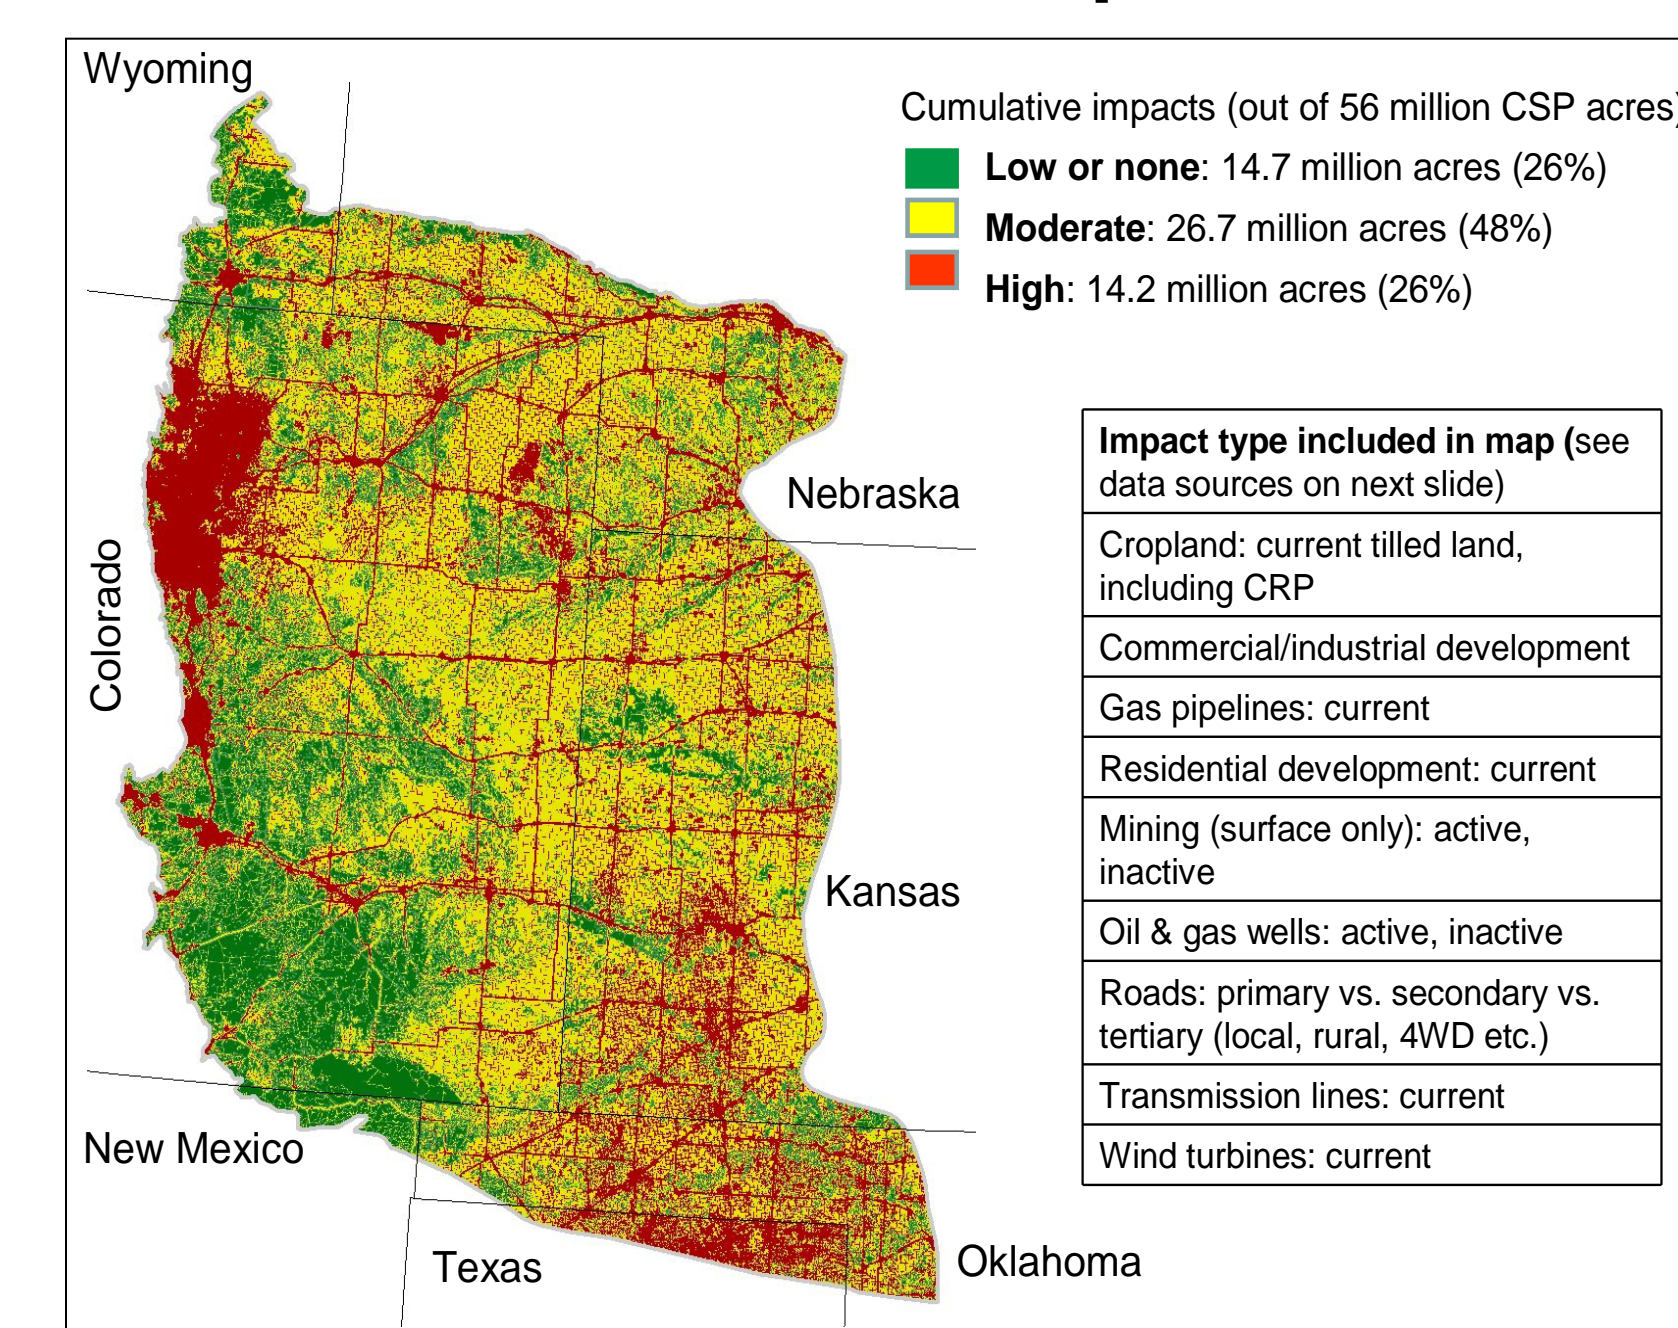 Wyoming
Cumulative impacts (out of 56 million CSP acres)
Low or none: 14.7 million acres (26%)
Moderate: 26.7 million acres (48%)
High: 14.2 million acres (26%)
Impact type included in map (see
data sources on next slide)
Cropland: current tilled land,
including CRP
Commercial/industrial development
Gas pipelines: current
Residential development: current
Mining (surface only): active,
inactive
Oil & gas wells: active, inactive
Roads: primary vs. secondary vs.
tertiary (local, rural, 4WD etc.)
Transmission lines: current
Wind turbines: current
Nebraska
Colorado
Kansas
New Mexico
Texas
Oklahoma